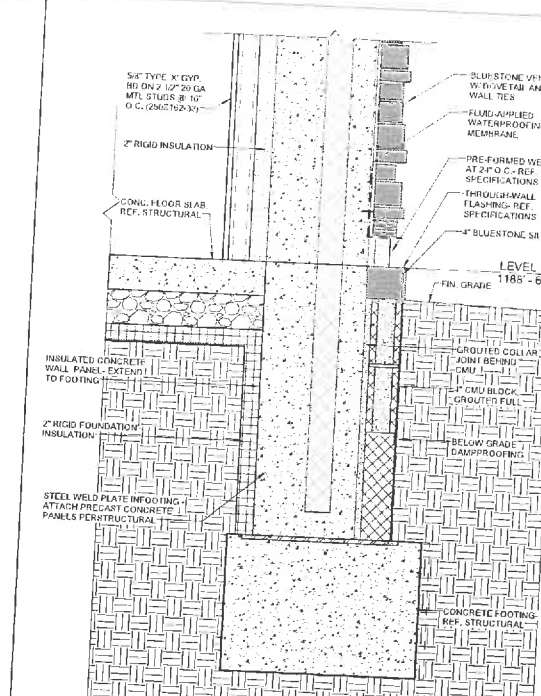 5/8" TYPE 'X' GYP.
BD ON 2 1/2" 20 GA
MTL STUDS @ 16"
O.C. (250S162-33)
2" RIGID INSULATION
CONC. FLOOR SLAB,
REF. STRUCTURAL
INSULATED CONCRETE
WALL PANEL- EXTEND
TO FOOTING
2" RIGID FOUNDATION
INSULATION
STEEL WELD PLATE INFOOTING -
ATTACH PRECAST CONCRETE
PANELS PERSTRUCTURAL
BLUESTONE VEN
W/ DOVETAIL AN
WALL TIES
FLUID-APPLIED
WATERPROOFIN
MEMBRANE
PRE-FORMED WE
AT 24" O.C.- REF.
SPECIFICATIONS
THROUGH-WALL
FLASHING- REF.
SPECIFICATIONS
4" BLUESTONE SIL
LEVEL
1188' - 6
FIN. GRADE
GROUTED COLLAR
JOINT BEHIND
CMU
4" CMU BLOCK,
GROUTED FULL
BELOW GRADE
DAMPPROOFING
CONCRETE FOOTING-
REF. STRUCTURAL